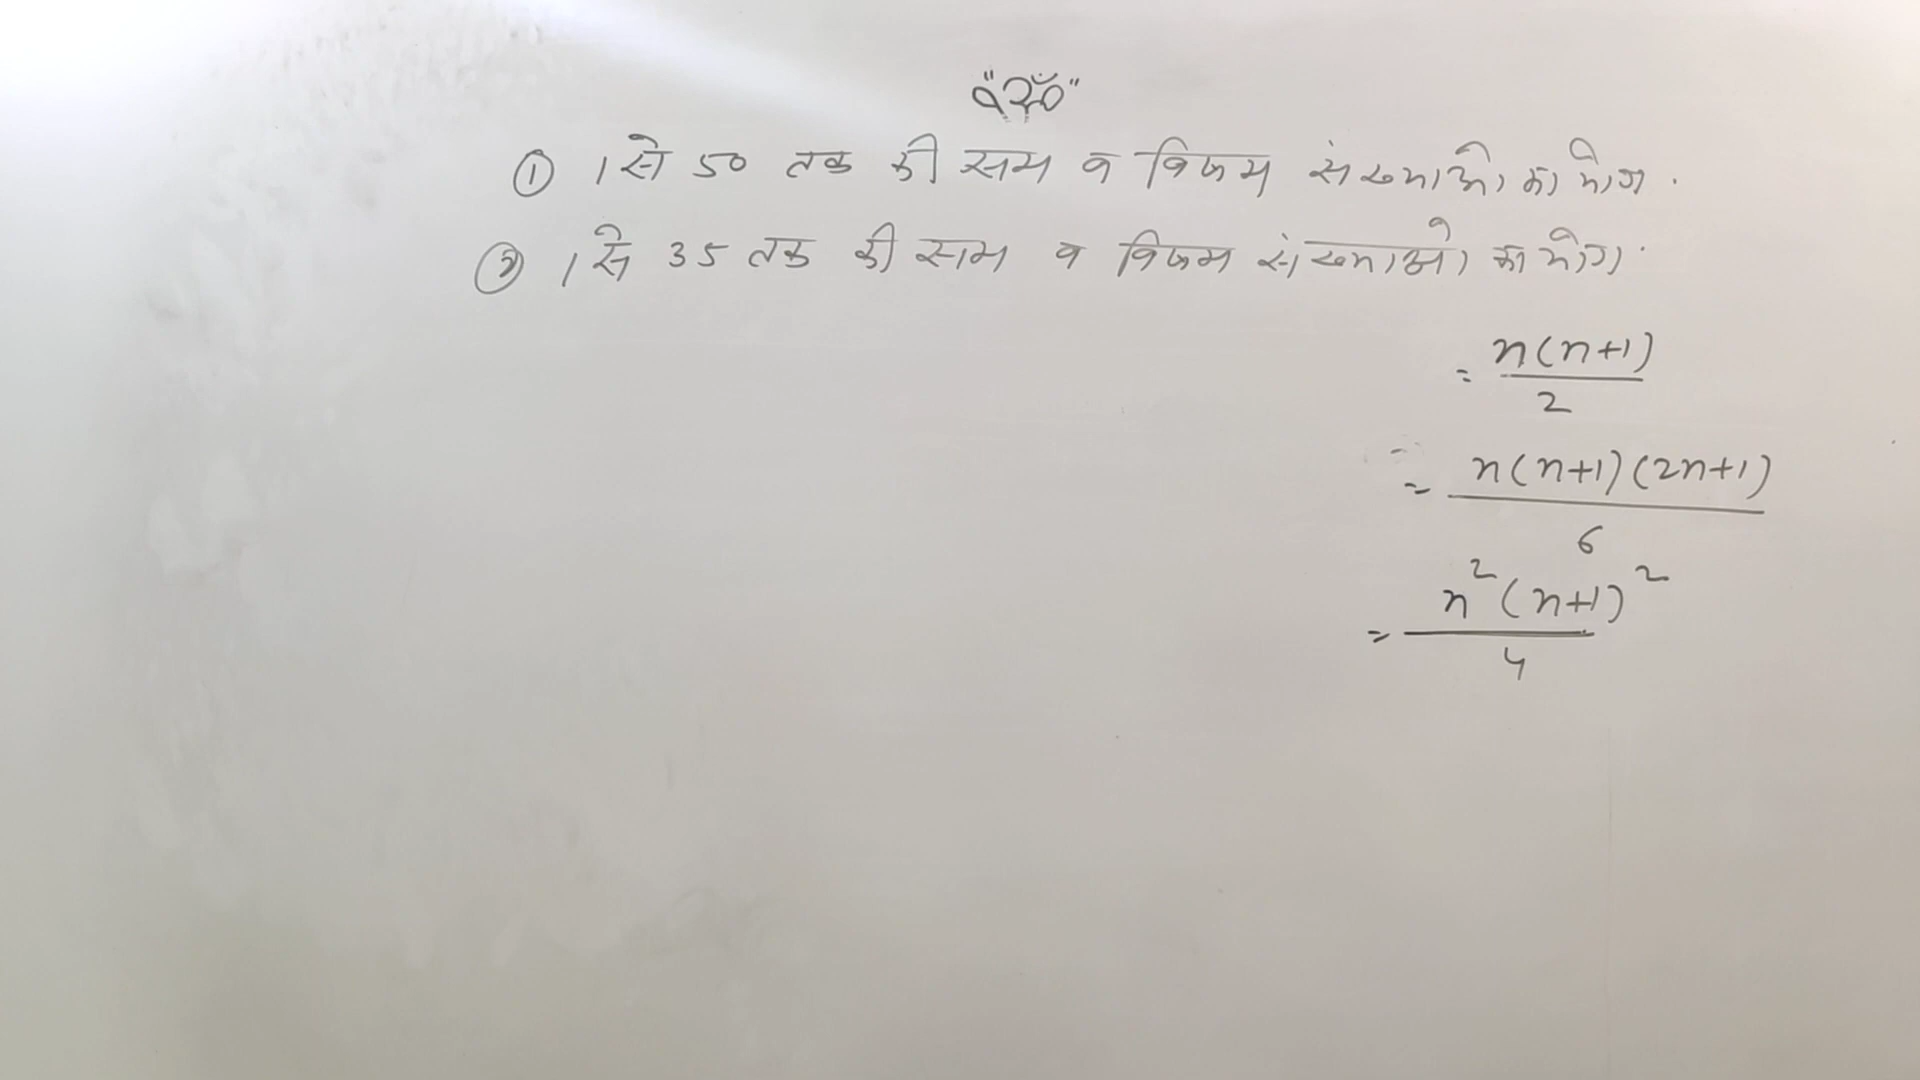 "ॐ"
① 1 से 50 तक की सम व विषम संख्याओं का योग.
② 1 से 35 तक की सम व विषम संख्याओं का योग.
= n(n+1)/2
= n(n+1)(2n+1)/6
= n²(n+1)²/4